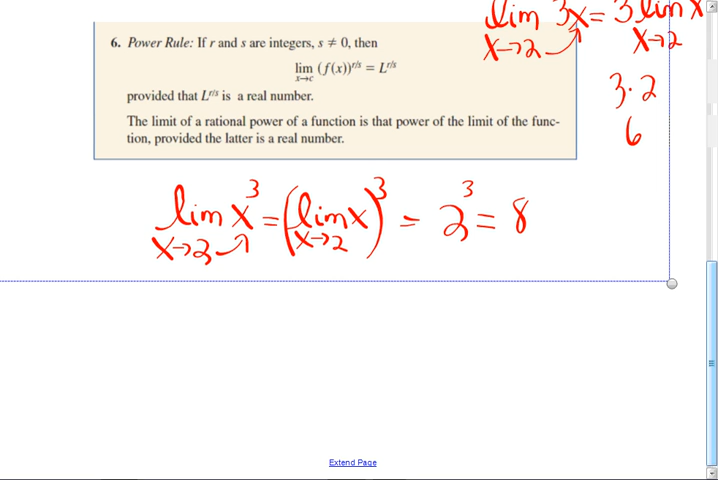 lim 3x = 3 lim x
x→2 x→2
6. Power Rule: If r and s are integers, s ≠ 0, then
lim (f(x))^{r/s} = L^{r/s}
x→c
3·2
provided that L^{r/s} is a real number.
The limit of a rational power of a function is that power of the limit of the func-
6
tion, provided the latter is a real number.
lim x^3 = (lim x)^3 = 2^3 = 8
x→2 x→2
Extend Page